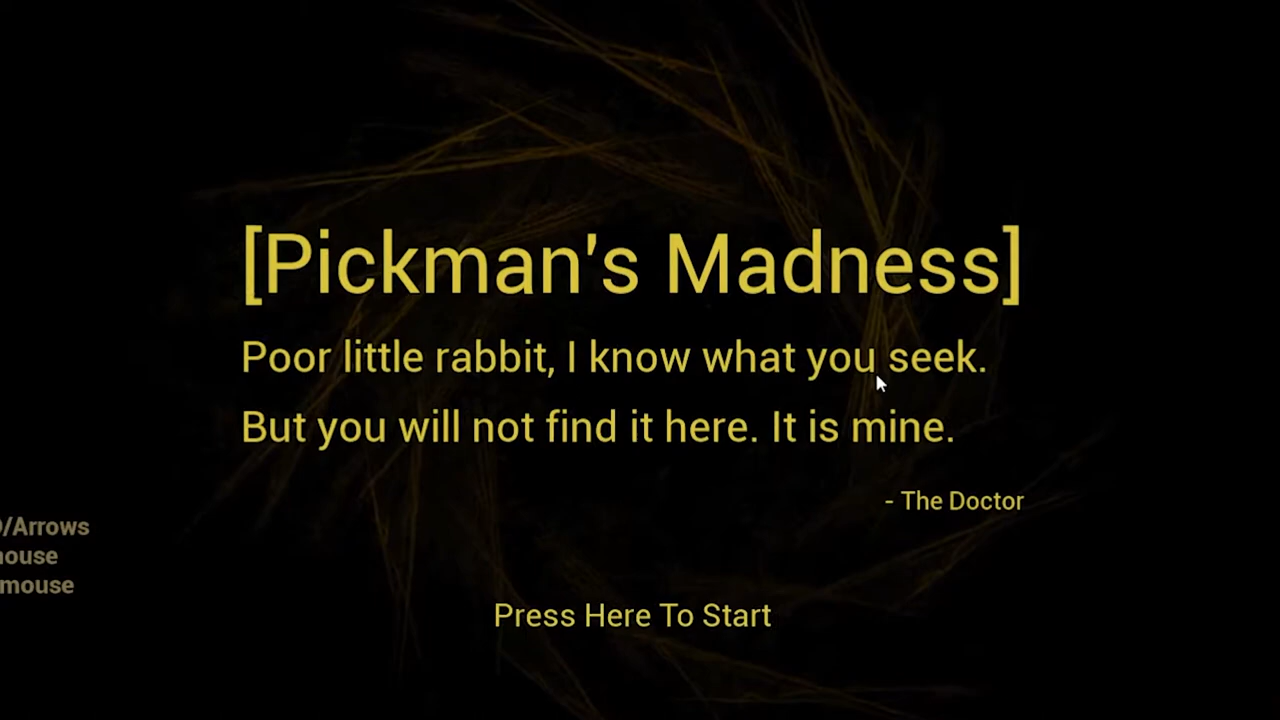 [Pickman's Madness]
Poor little rabbit, I know what you seek.
But you will not find it here. It is mine.
- The Doctor
/Arrows
mouse
Press Here To Start